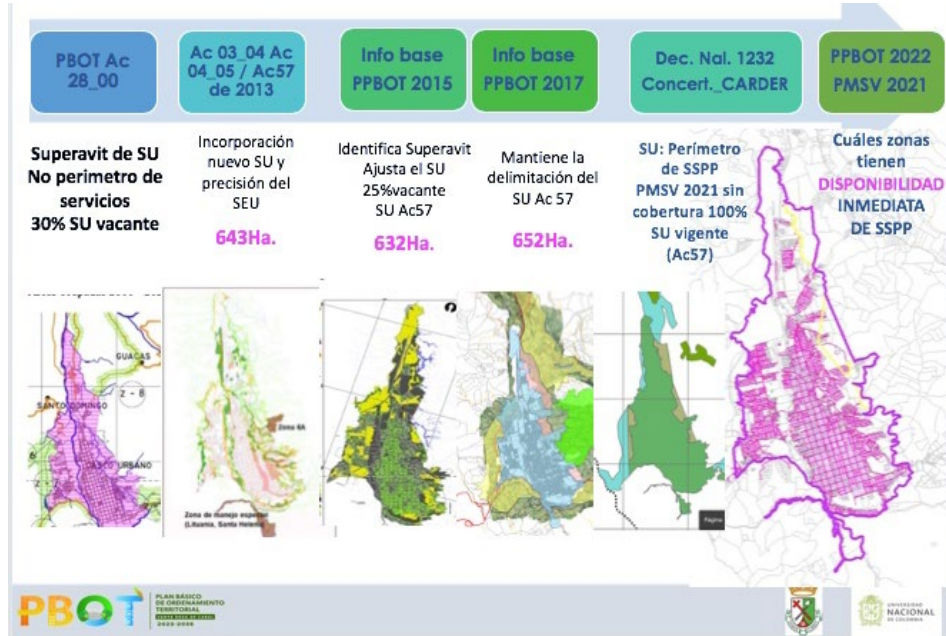 PBOT Ac
28_00
Ac 03_04 Ac
04_05 / Ac57
de 2013
Info base
PPBOT 2015
Info base
PPBOT 2017
Dec. Nal. 1232
Concert._CARDER
PPBOT 2022
PMSV 2021
Superavit de SU
No perimetro de
servicios
30% SU vacante
Incorporación
nuevo SU y
precisión del
SEU
643Ha.
Identifica Superavit
Ajusta el SU
25%vacante
SU Ac57
632Ha.
Mantiene la
delimitación del
SU Ac 57
652Ha.
SU: Perímetro
de SSPP
PMSV 2021 sin
cobertura 100%
SU vigente
(Ac57)
Cuáles zonas
tienen
DISPONIBILIDAD
INMEDIATA
DE SSPP
GUACAS
Z - 8
SANTO DOMINGO
CASCO URBANO
Zona de manejo especial
(Lituania, Santa Helena)
Página
PBOT
PLAN BÁSICO
DE ORDENAMIENTO
TERRITORIAL
UNIVERSIDAD
NACIONAL
DE COLOMBIA